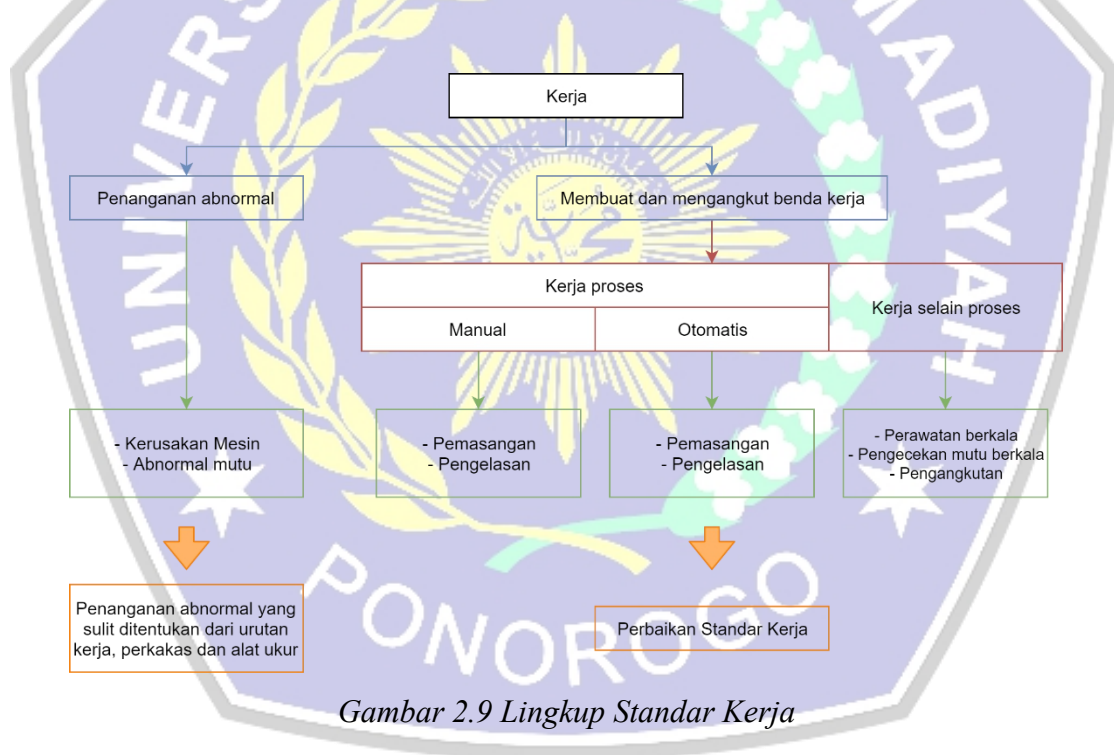 Kerja
Penanganan abnormal
Membuat dan mengangkut benda kerja
Kerja proses
Kerja selain proses
Manual
Otomatis
- Kerusakan Mesin
- Abnormal mutu
- Pemasangan
- Pengelasan
- Pemasangan
- Pengelasan
- Perawatan berkala
- Pengecekan mutu berkala
- Pengangkutan
Penanganan abnormal yang
sulit ditentukan dari urutan
kerja, perkakas dan alat ukur
Perbaikan Standar Kerja
PONOROGO
Gambar 2.9 Lingkup Standar Kerja